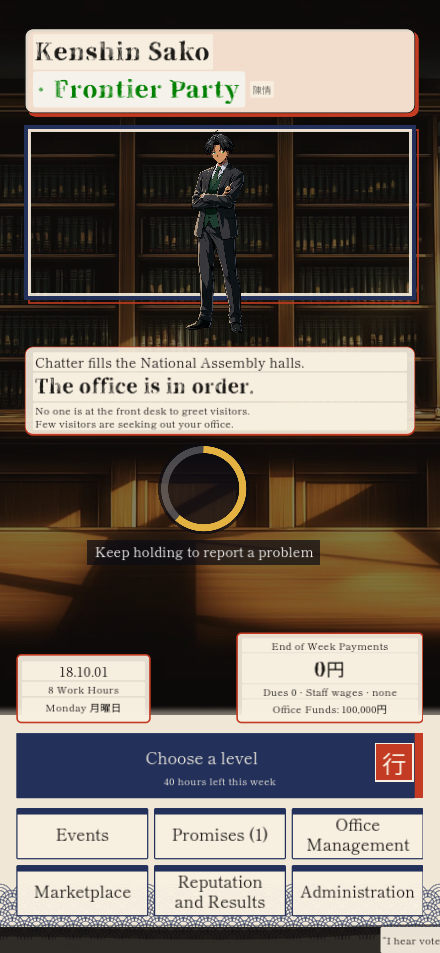 Kenshin Sako
• Frontier Party 陳情
Chatter fills the National Assembly halls.
The office is in order.
No one is at the front desk to greet visitors.
Few visitors are seeking out your office.
Keep holding to report a problem
18.10.01
8 Work Hours
Monday 月曜日
End of Week Payments
0円
Dues 0 · Staff wages · none
Office Funds: 100,000円
Choose a level
40 hours left this week
行
Events
Promises (1)
Office
Management
Marketplace
Reputation
and Results
Administration
"I hear vote